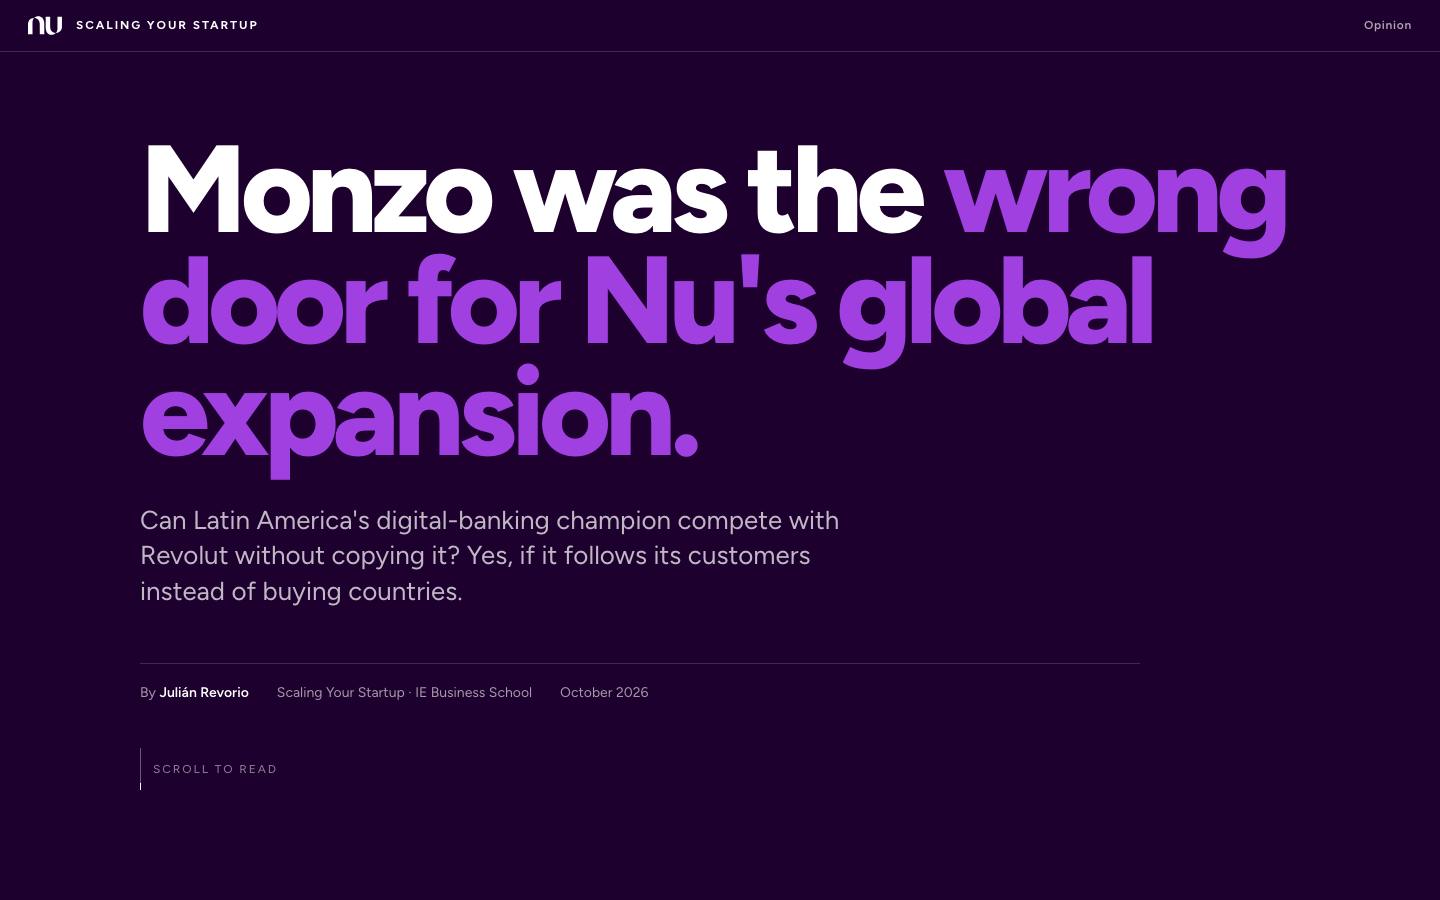 nu SCALING YOUR STARTUP
Opinion
Monzo was the wrong
door for Nu's global
expansion.
Can Latin America's digital-banking champion compete with
Revolut without copying it? Yes, if it follows its customers
instead of buying countries.
By Julián Revorio Scaling Your Startup · IE Business School October 2026
SCROLL TO READ